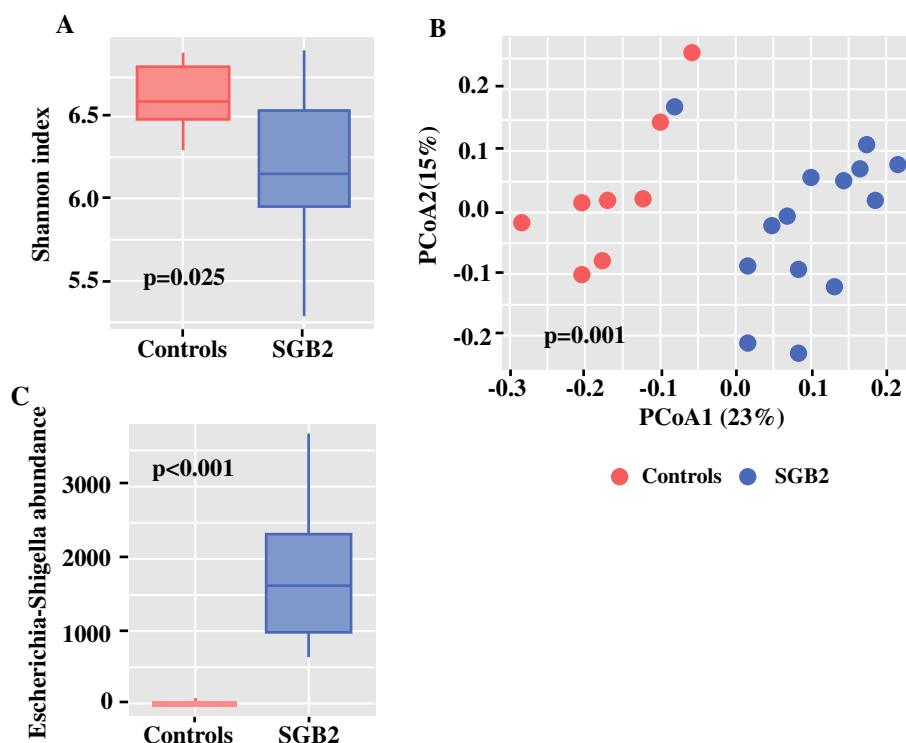 A
Shannon index
6.5
6.0
5.5
p=0.025
Controls SGB2
B
PCoA2(15%)
0.2
0.1
0.0
-0.1
-0.2
p=0.001
-0.3 -0.2 -0.1 0.0 0.1 0.2
PCoA1 (23%)
Controls SGB2
C
Escherichia-Shigella abundance
3000
2000
1000
0
p<0.001
Controls SGB2